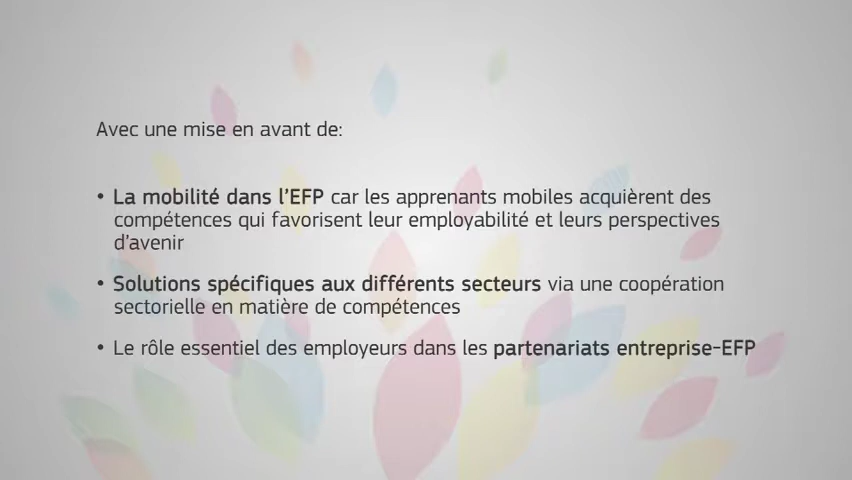 Avec une mise en avant de:
• La mobilité dans l'EFP car les apprenants mobiles acquièrent des
compétences qui favorisent leur employabilité et leurs perspectives
d'avenir
• Solutions spécifiques aux différents secteurs via une coopération
sectorielle en matière de compétences
• Le rôle essentiel des employeurs dans les partenariats entreprise-EFP